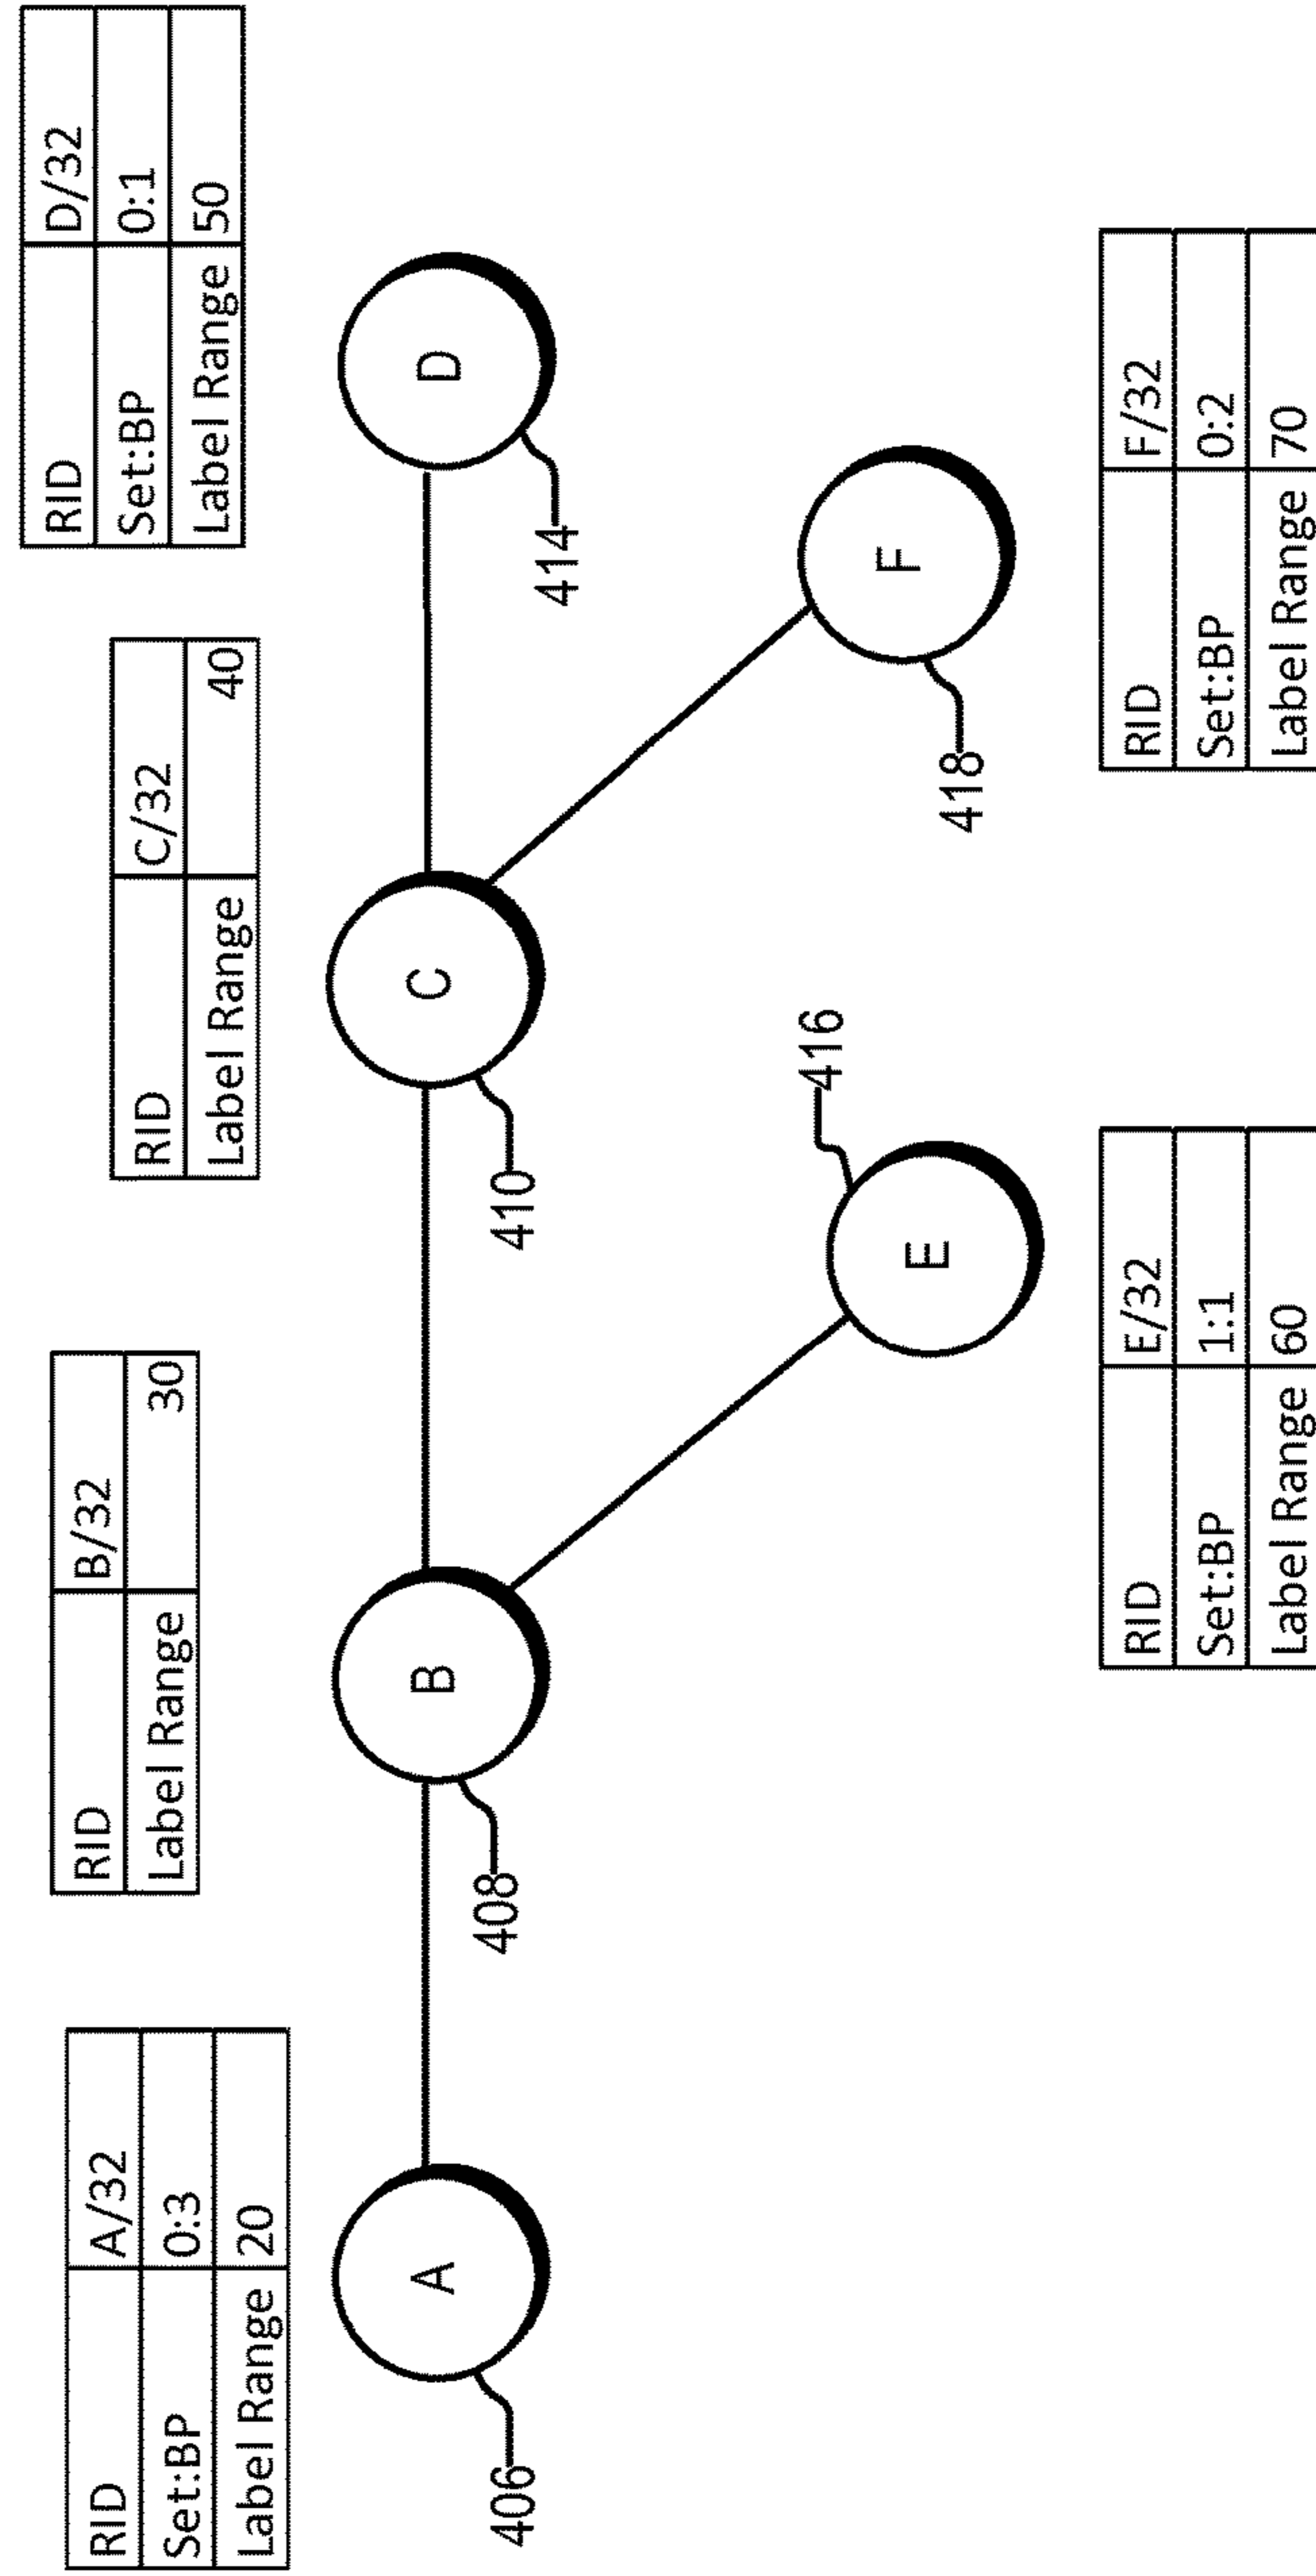 RID A/32
Set:BP 0:3
Label Range 20
RID B/32
Label Range 30
RID C/32
Label Range 40
RID D/32
Set:BP 0:1
Label Range 50
A
B
C
D
406
408
410
414
E
F
416
418
RID E/32
Set:BP 1:1
Label Range 60
RID F/32
Set:BP 0:2
Label Range 70